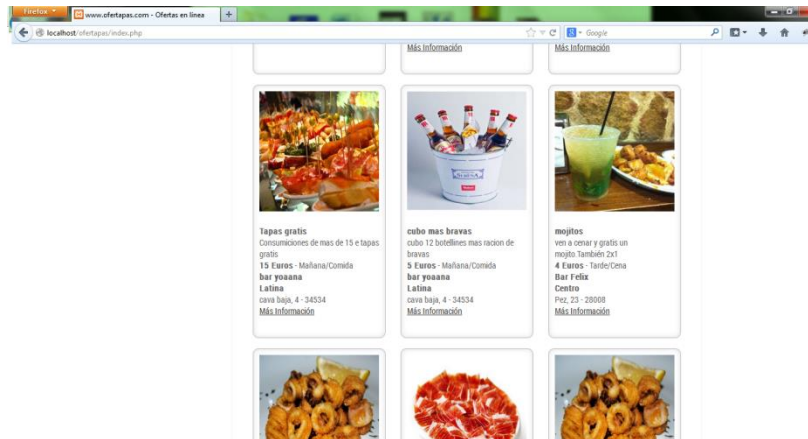 Firefox
www.ofertapas.com - Ofertas en línea
localhost/ofertapas/index.php
Google
Más Información
Más Información
Tapas gratis
Consumiciones de mas de 15 e tapas
gratis
15 Euros - Mañana/Comida
bar yoaana
Latina
cava baja, 4 - 34534
Más Información
cubo mas bravas
cubo 12 botellines mas racion de
bravas
5 Euros - Mañana/Comida
bar yoaana
Latina
cava baja, 4 - 34534
Más Información
mojitos
ven a cenar y gratis un
mojito.También 2x1
4 Euros - Tarde/Cena
Bar Felix
Centro
Pez, 23 - 28008
Más Información